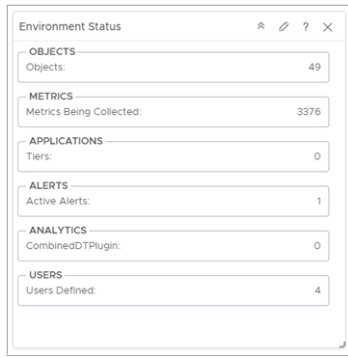 Environment Status ?
OBJECTS
Objects: 49
METRICS
Metrics Being Collected: 3376
APPLICATIONS
Tiers: 0
ALERTS
Active Alerts: 1
ANALYTICS
CombinedDTPlugin: 0
USERS
Users Defined: 4